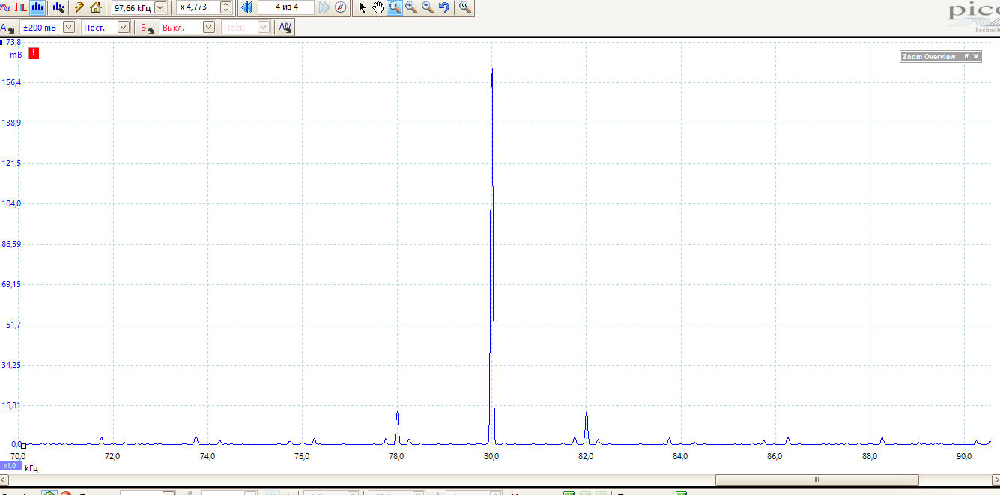 97,66 кГц x 4,773 4 из 4
A ±200 mB Пост. B Выкл. Пост.
pico
Technolo
173,8
mB !
Zoom Overview
156,4
138,9
121,5
104,0
86,59
69,15
51,7
34,25
16,81
0,0
70,0 72,0 74,0 76,0 78,0 80,0 82,0 84,0 86,0 88,0 90,0
x1,0 кГц